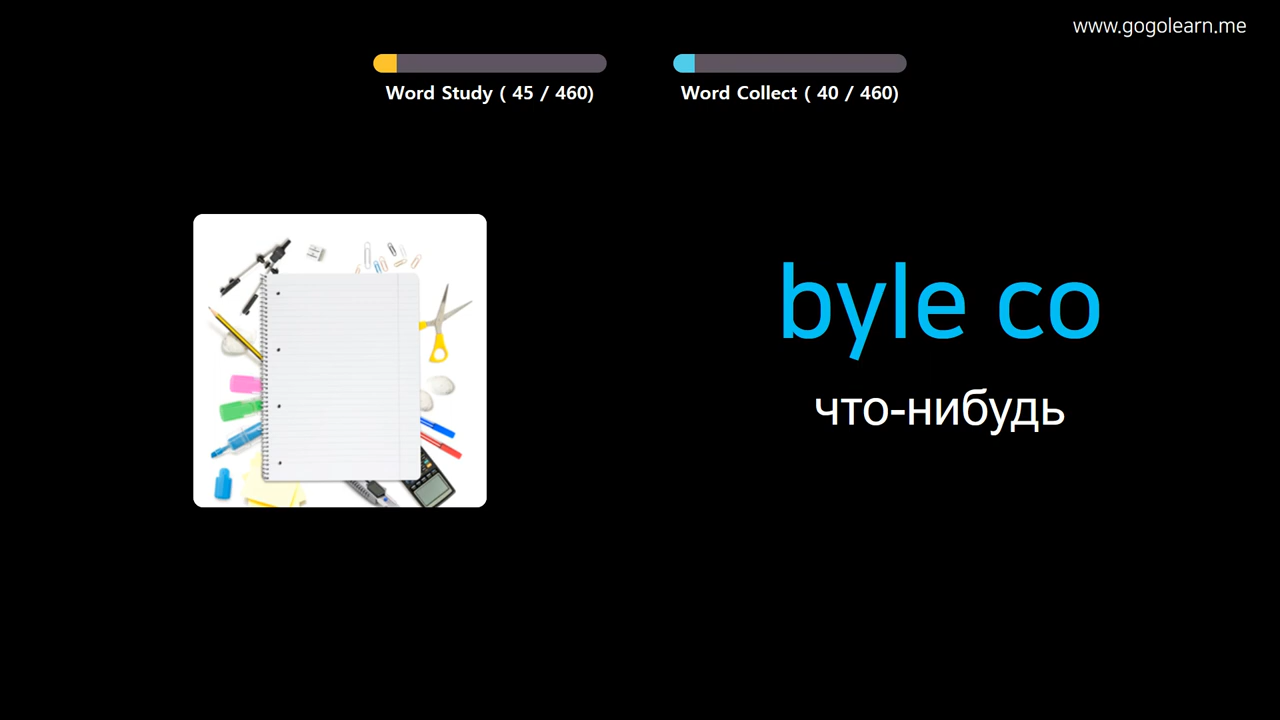 www.gogolearn.me
Word Study ( 45 / 460)
Word Collect ( 40 / 460)
byle co
что-нибудь